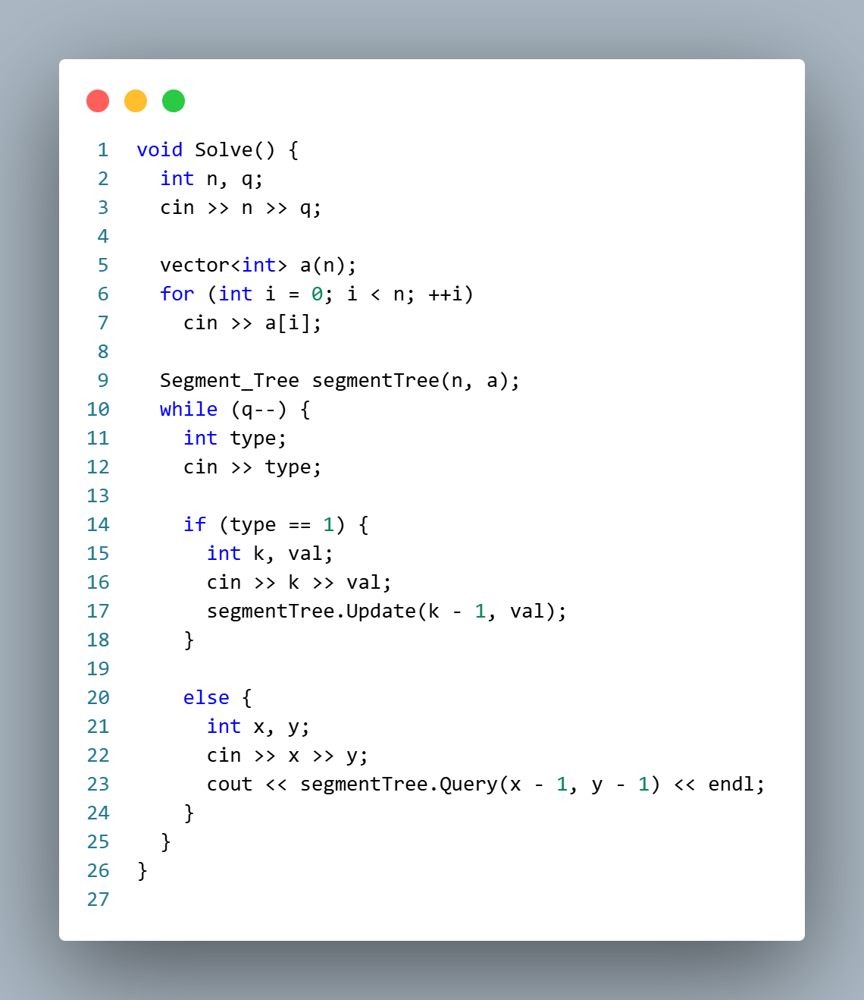 1 void Solve() {
2   int n, q;
3   cin >> n >> q;
4
5   vector<int> a(n);
6   for (int i = 0; i < n; ++i)
7     cin >> a[i];
8
9   Segment_Tree segmentTree(n, a);
10   while (q--) {
11     int type;
12     cin >> type;
13
14     if (type == 1) {
15       int k, val;
16       cin >> k >> val;
17       segmentTree.Update(k - 1, val);
18     }
19
20     else {
21       int x, y;
22       cin >> x >> y;
23       cout << segmentTree.Query(x - 1, y - 1) << endl;
24     }
25   }
26 }
27